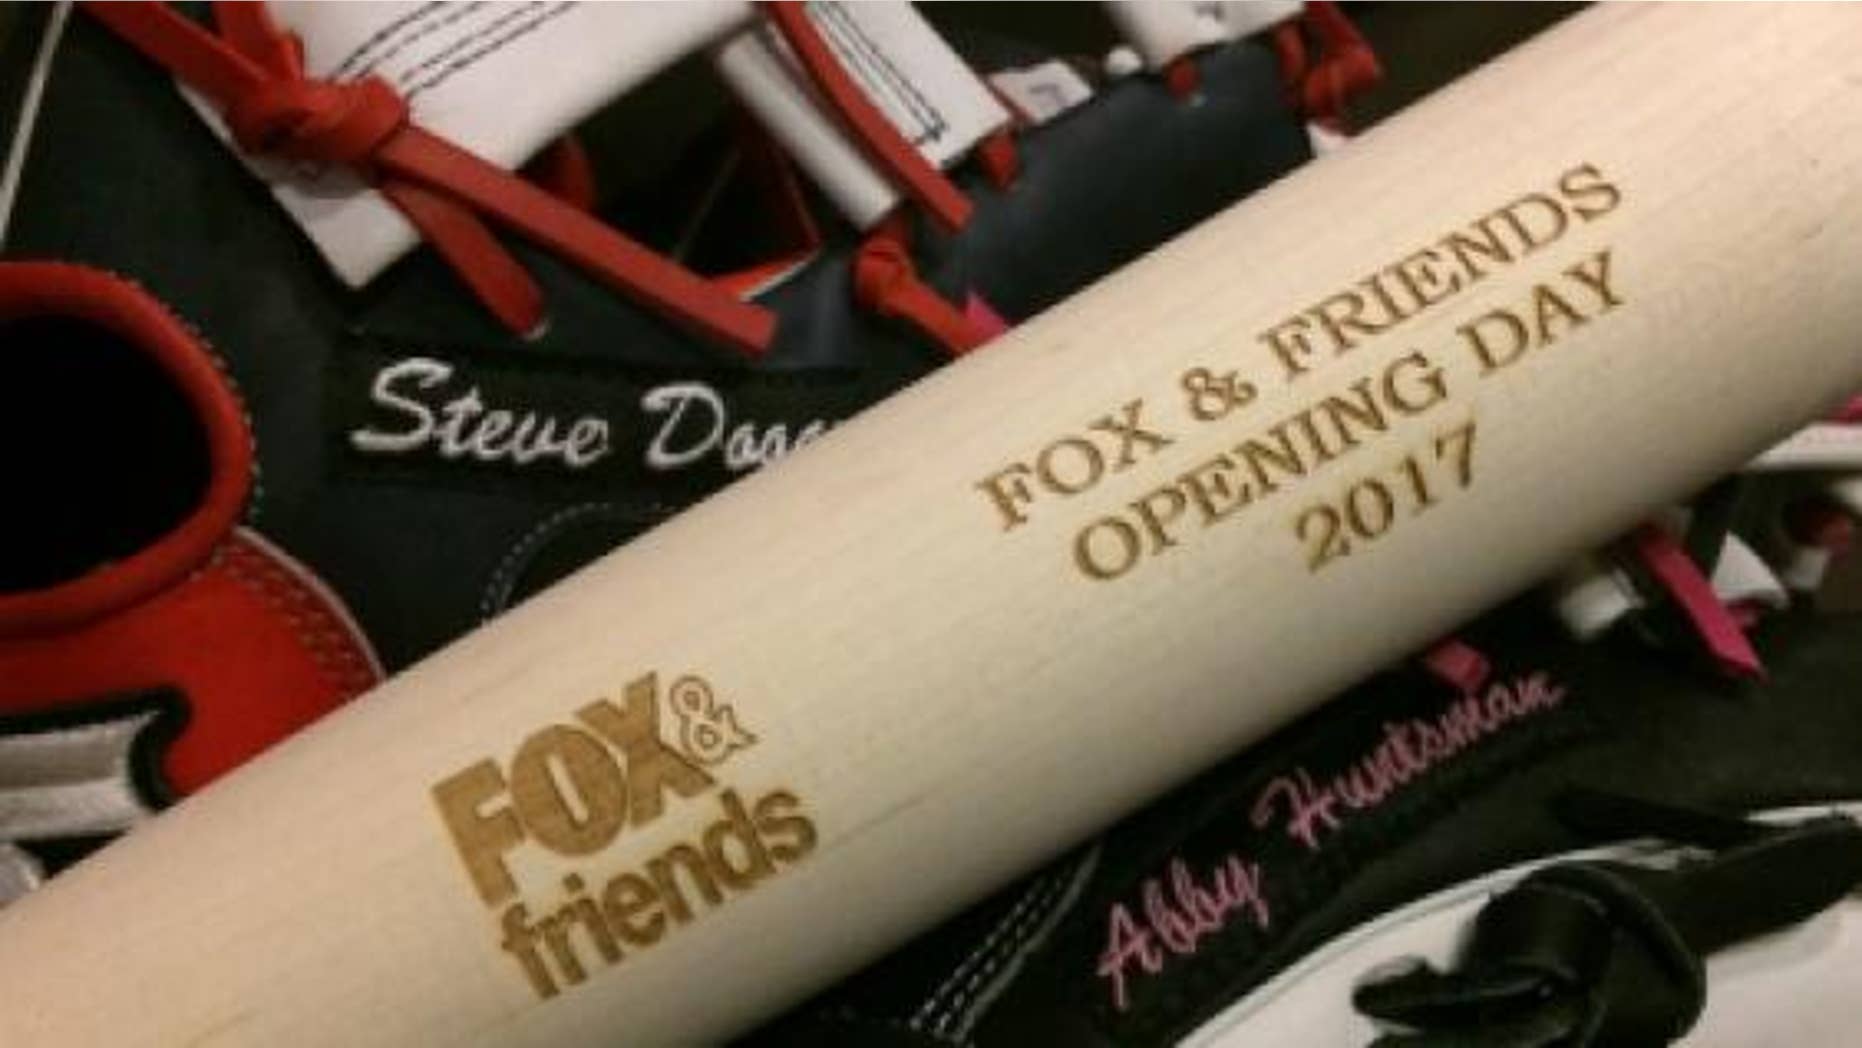 Steve
FOX & FRIENDS
OPENING DAY
2017
FOX&
friends
Abby Huntsman